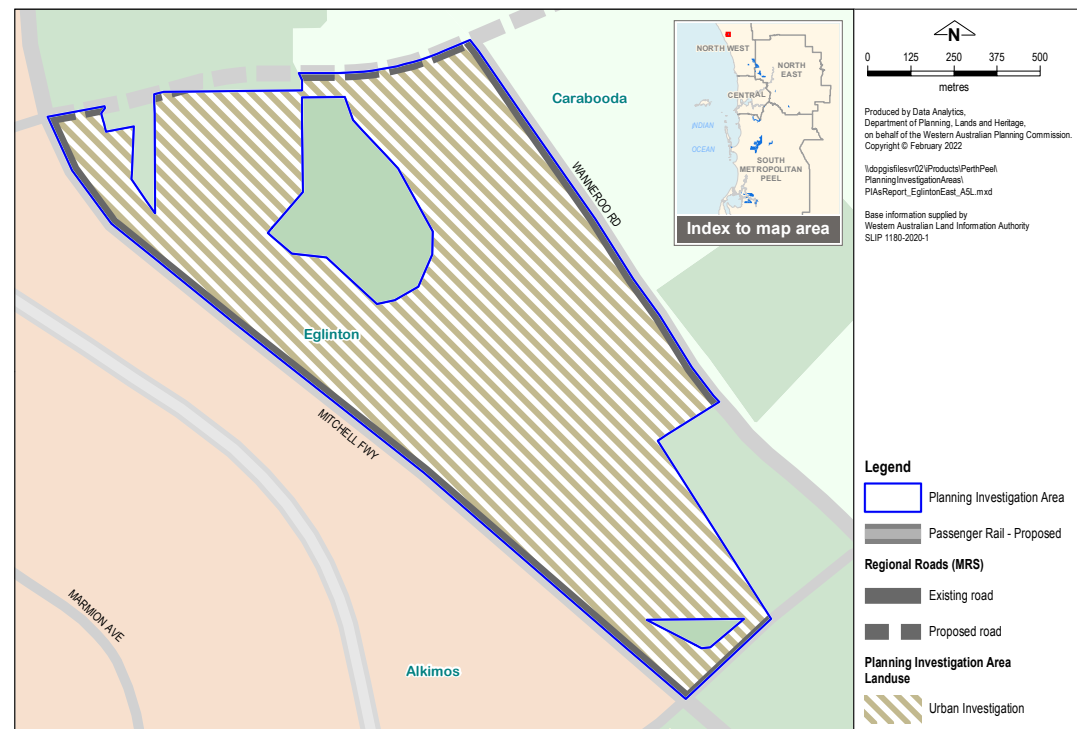 Carabooda
WANNEROO RD
Eglinton
MITCHELL FWY
MARMION AVE
Alkimos
NORTH WEST
NORTH
EAST
CENTRAL
INDIAN
OCEAN
SOUTH
METROPOLITAN
PEEL
Index to map area
N
0 125 250 375 500
metres
Produced by Data Analytics,
Department of Planning, Lands and Heritage,
on behalf of the Western Australian Planning Commission.
Copyright © February 2022
\\dopgisfilesvr02\iProducts\PerthPeel\
PlanningInvestigationAreas\
PIAsReport_EglintonEast_A5L.mxd
Base information supplied by
Western Australian Land Information Authority
SLIP 1180-2020-1
Legend
Planning Investigation Area
Passenger Rail - Proposed
Regional Roads (MRS)
Existing road
Proposed road
Planning Investigation Area
Landuse
Urban Investigation